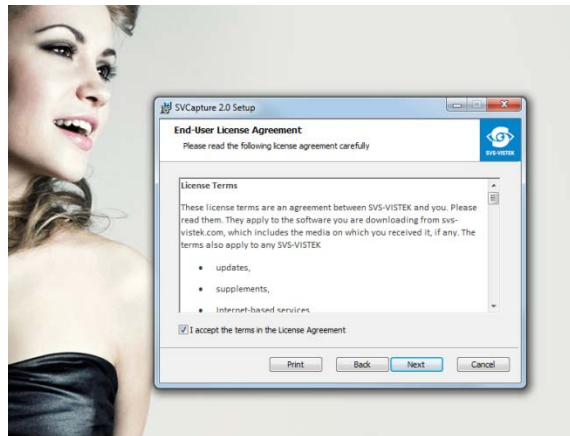 SVCapture 2.0 Setup
End-User License Agreement
Please read the following license agreement carefully
SVS-VISTEK
License Terms
These license terms are an agreement between SVS-VISTEK and you. Please
read them. They apply to the software you are downloading from svs-
vistek.com, which includes the media on which you received it, if any. The
terms also apply to any SVS-VISTEK
• updates,
• supplements,
• Internet-based services
I accept the terms in the License Agreement
Print Back Next Cancel